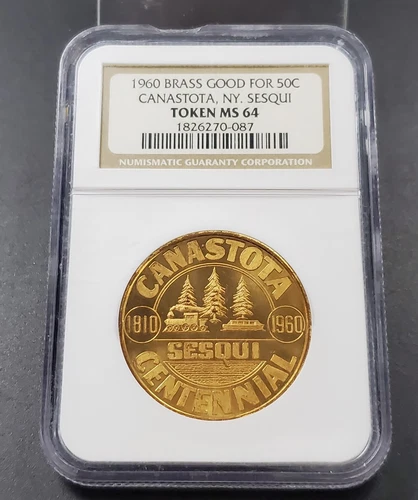 1960 BRASS GOOD FOR 50C
CANASTOTA, NY. SESQUI
TOKEN MS 64
1826270-087
NUMISMATIC GUARANTY CORPORATION
CANASTOTA
1810 1960
SESQUI
CENTENNIAL